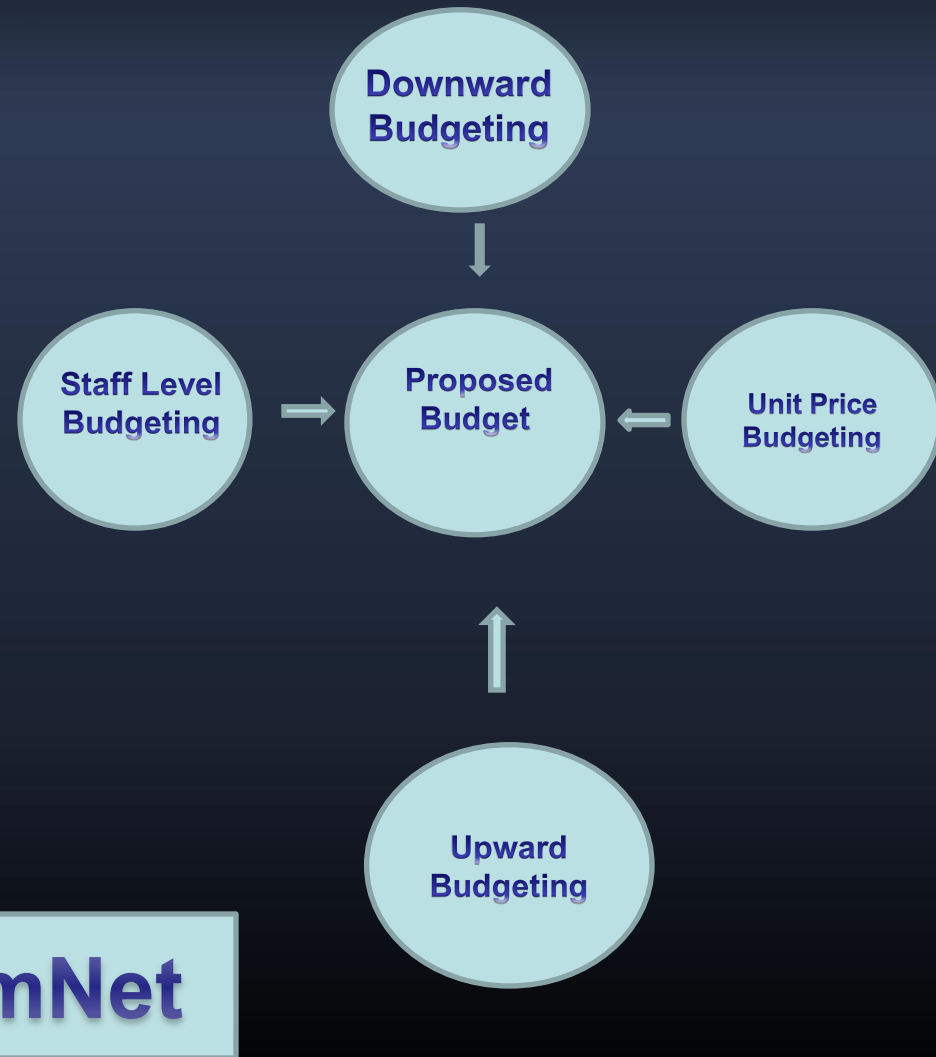 Downward
Budgeting
Staff Level
Budgeting
Proposed
Budget
Unit Price
Budgeting
Upward
Budgeting
mNet